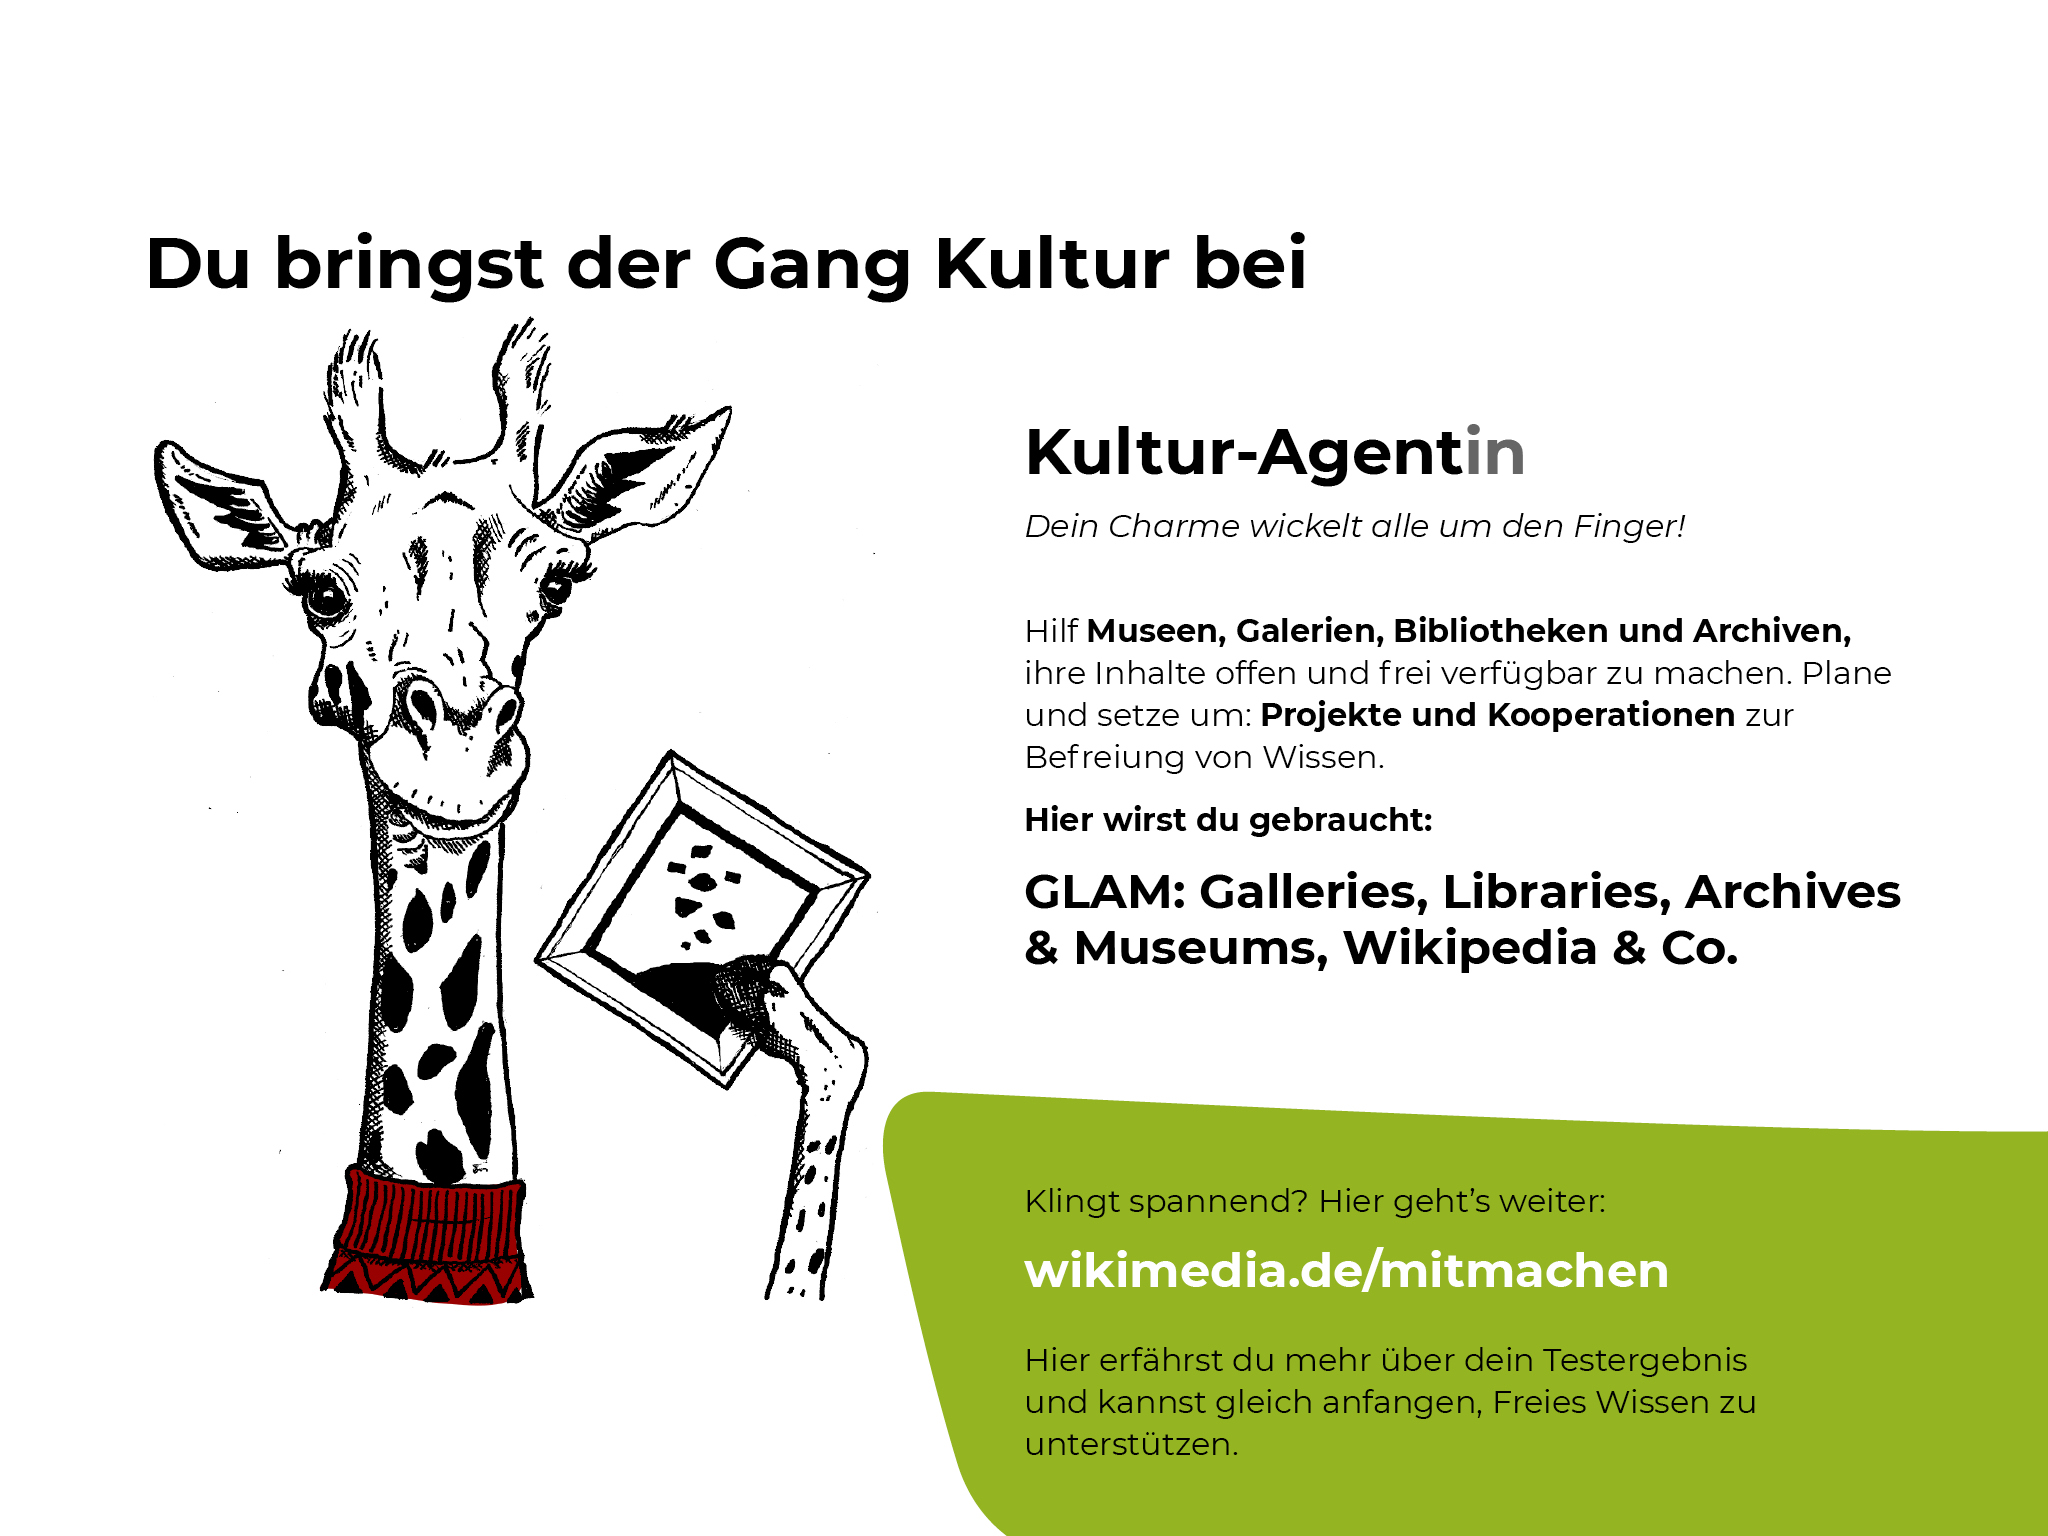 Du bringst der Gang Kultur bei
Kultur-Agentin
Dein Charme wickelt alle um den Finger!
Hilf Museen, Galerien, Bibliotheken und Archiven,
ihre Inhalte offen und frei verfügbar zu machen. Plane
und setze um: Projekte und Kooperationen zur
Befreiung von Wissen.
Hier wirst du gebraucht:
GLAM: Galleries, Libraries, Archives
& Museums, Wikipedia & Co.
Klingt spannend? Hier geht’s weiter:
wikimedia.de/mitmachen
Hier erfährst du mehr über dein Testergebnis
und kannst gleich anfangen, Freies Wissen zu
unterstützen.